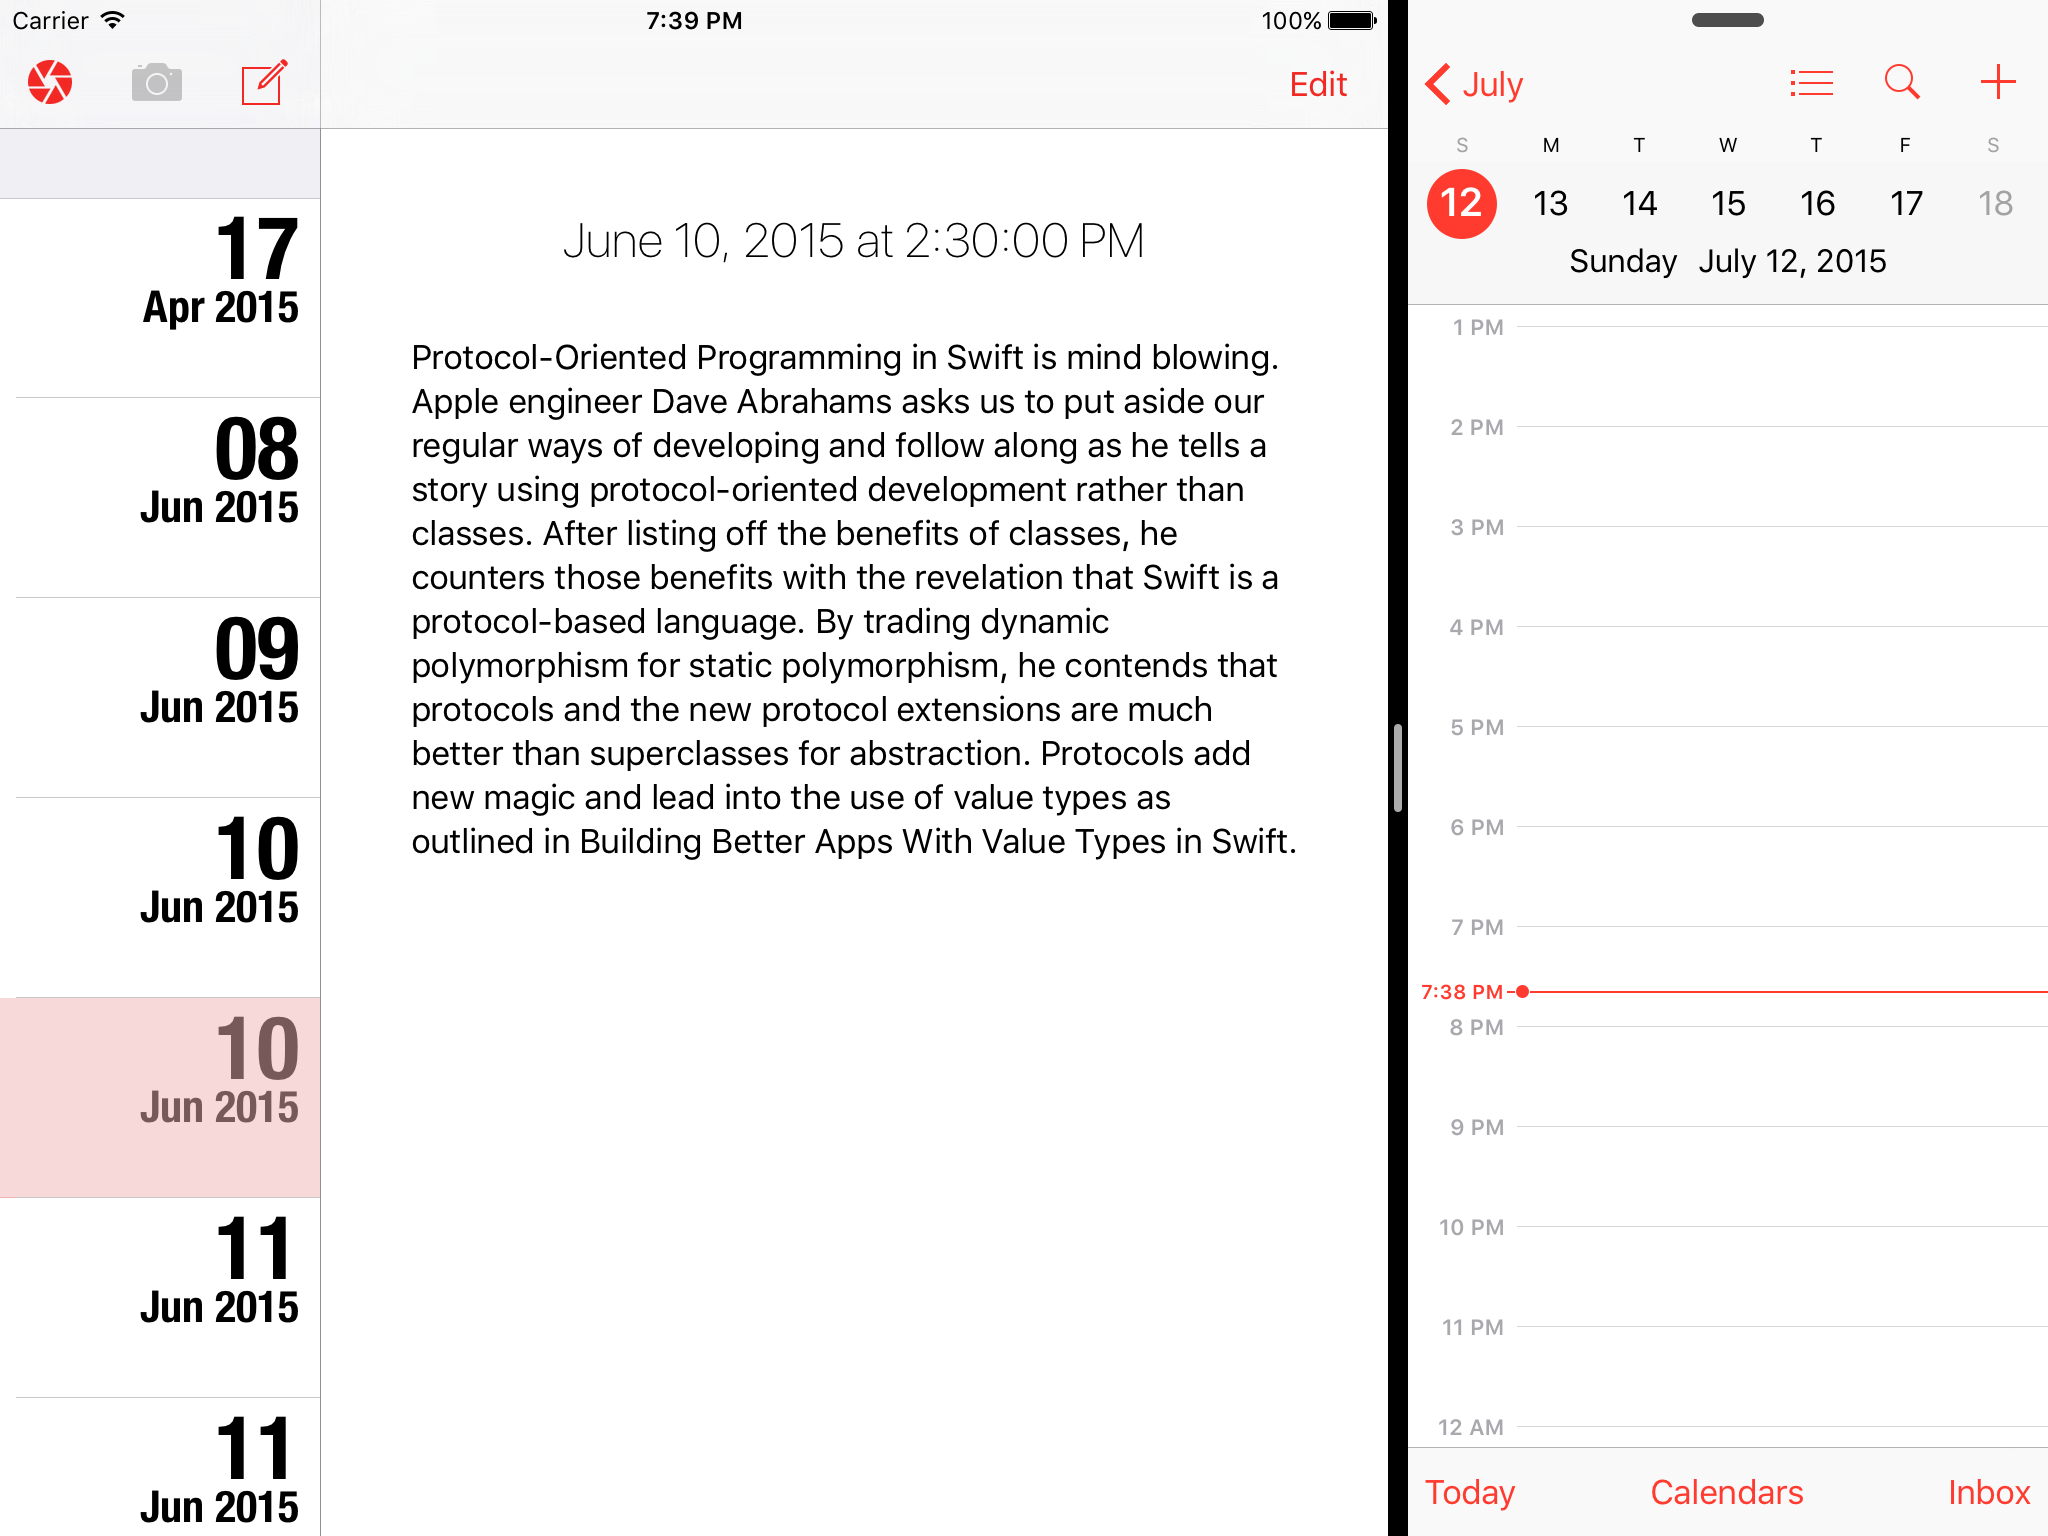 Carrier
7:39 PM
100%
Edit
17
Apr 2015
08
Jun 2015
09
Jun 2015
10
Jun 2015
10
Jun 2015
11
Jun 2015
11
Jun 2015
June 10, 2015 at 2:30:00 PM
Protocol-Oriented Programming in Swift is mind blowing.
Apple engineer Dave Abrahams asks us to put aside our
regular ways of developing and follow along as he tells a
story using protocol-oriented development rather than
classes. After listing off the benefits of classes, he
counters those benefits with the revelation that Swift is a
protocol-based language. By trading dynamic
polymorphism for static polymorphism, he contends that
protocols and the new protocol extensions are much
better than superclasses for abstraction. Protocols add
new magic and lead into the use of value types as
outlined in Building Better Apps With Value Types in Swift.
July
S M T W T F S
12 13 14 15 16 17 18
Sunday July 12, 2015
1 PM
2 PM
3 PM
4 PM
5 PM
6 PM
7 PM
7:38 PM
8 PM
9 PM
10 PM
11 PM
12 AM
Today Calendars Inbox